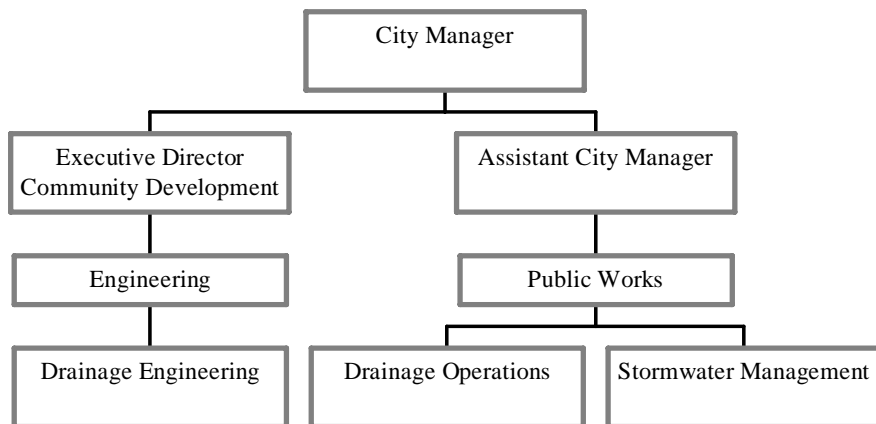 City Manager
Executive Director
Community Development
Assistant City Manager
Engineering
Public Works
Drainage Engineering
Drainage Operations
Stormwater Management